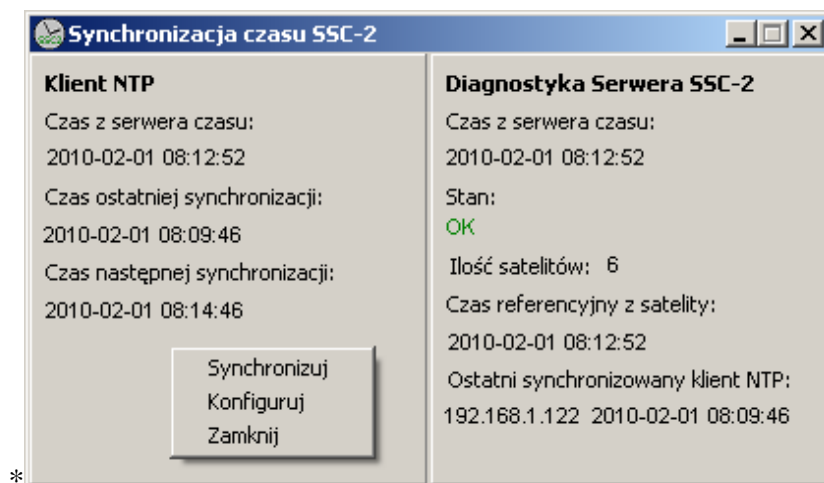 Synchronizacja czasu SSC-2
Klient NTP
Czas z serwera czasu:
2010-02-01 08:12:52
Czas ostatniej synchronizacji:
2010-02-01 08:09:46
Czas następnej synchronizacji:
2010-02-01 08:14:46
Synchronizuj
Konfiguruj
Zamknij
Diagnostyka Serwera SSC-2
Czas z serwera czasu:
2010-02-01 08:12:52
Stan:
OK
Ilość satelitów: 6
Czas referencyjny z satelity:
2010-02-01 08:12:52
Ostatni synchronizowany klient NTP:
192.168.1.122 2010-02-01 08:09:46
*